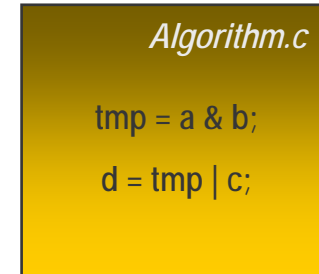 Algorithm.c
tmp = a & b;
d = tmp | c;